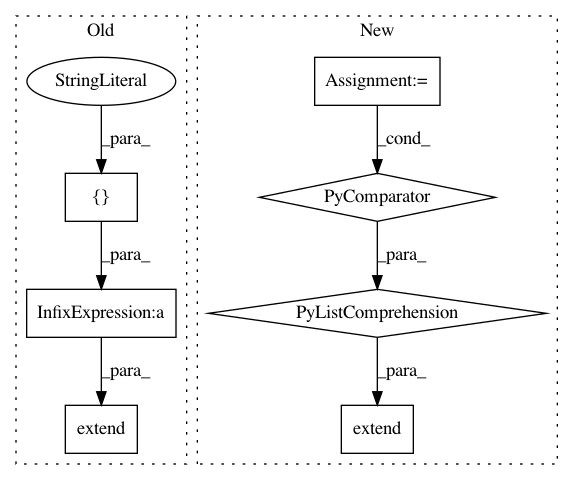 Old
New
StringLiteral
Assignment:=
_para_
_cond_
{}
PyComparator
_para_
_para_
InfixExpression:a
PyListComprehension
_para_
_para_
extend
extend